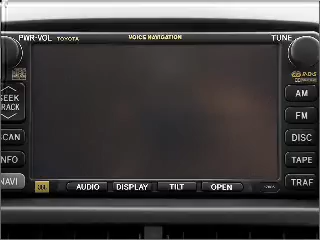 PWR-VOL TOYOTA VOICE NAVIGATION TUNE
R·D·S
SEEK
TRACK
AM
FM
SCAN
DISC
INFO
TAPE
NAVI
TRAF
JBL AUDIO DISPLAY TILT OPEN